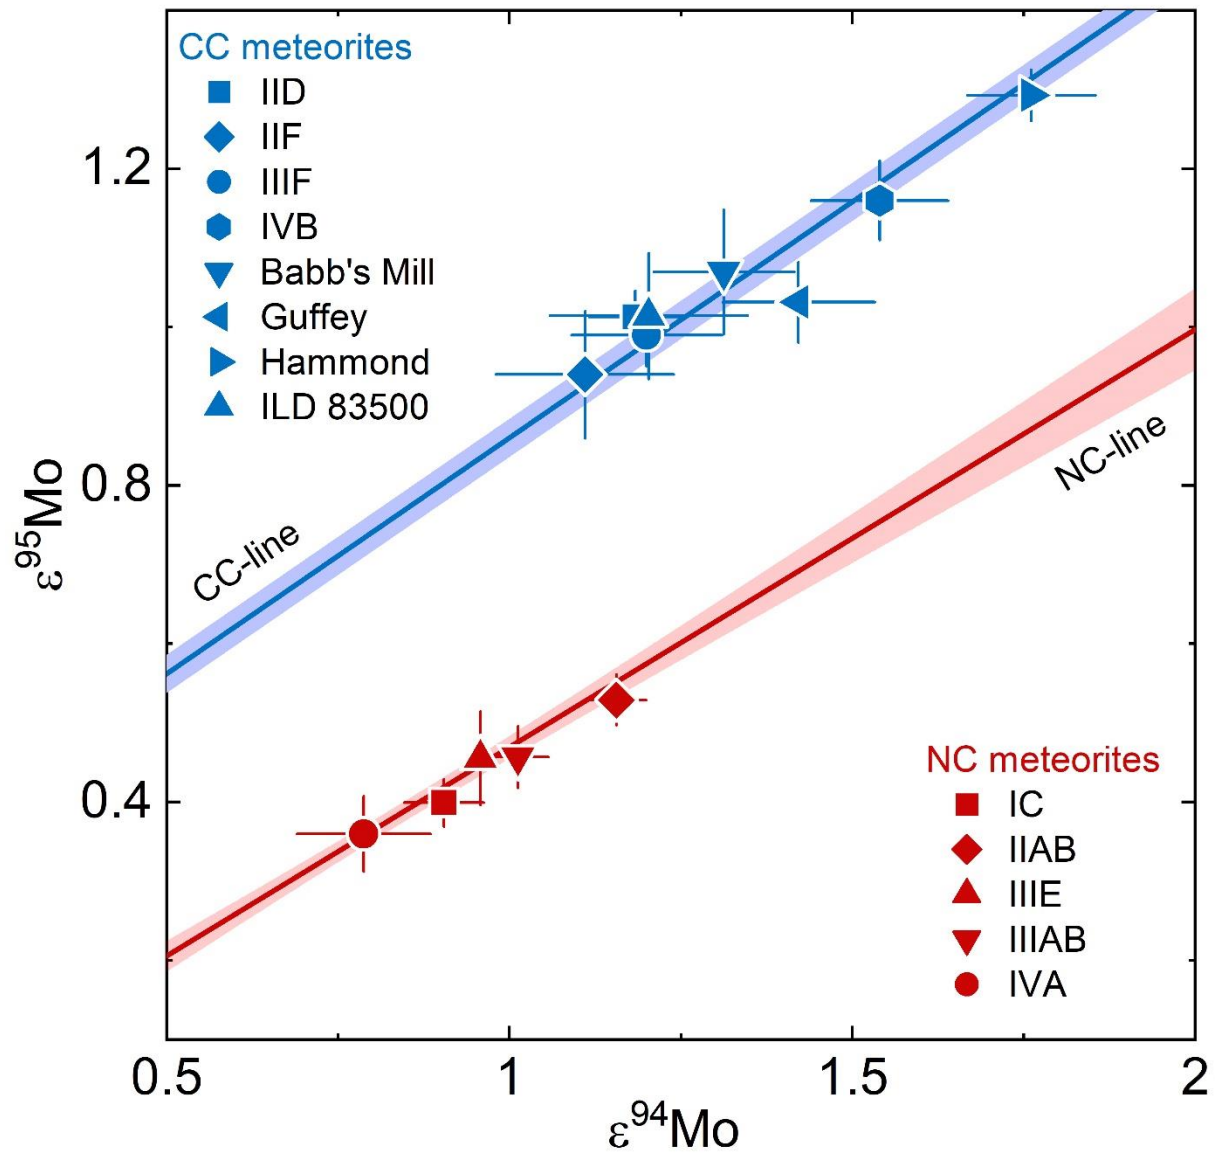 CC meteorites
IID
IIF
IIIF
IVB
Babb's Mill
Guffey
Hammond
ILD 83500
1.2
0.8
0.4
ε⁹⁵Mo
CC-line
NC-line
NC meteorites
IC
IIAB
IIIE
IIIAB
IVA
0.5
1
1.5
2
ε⁹⁴Mo